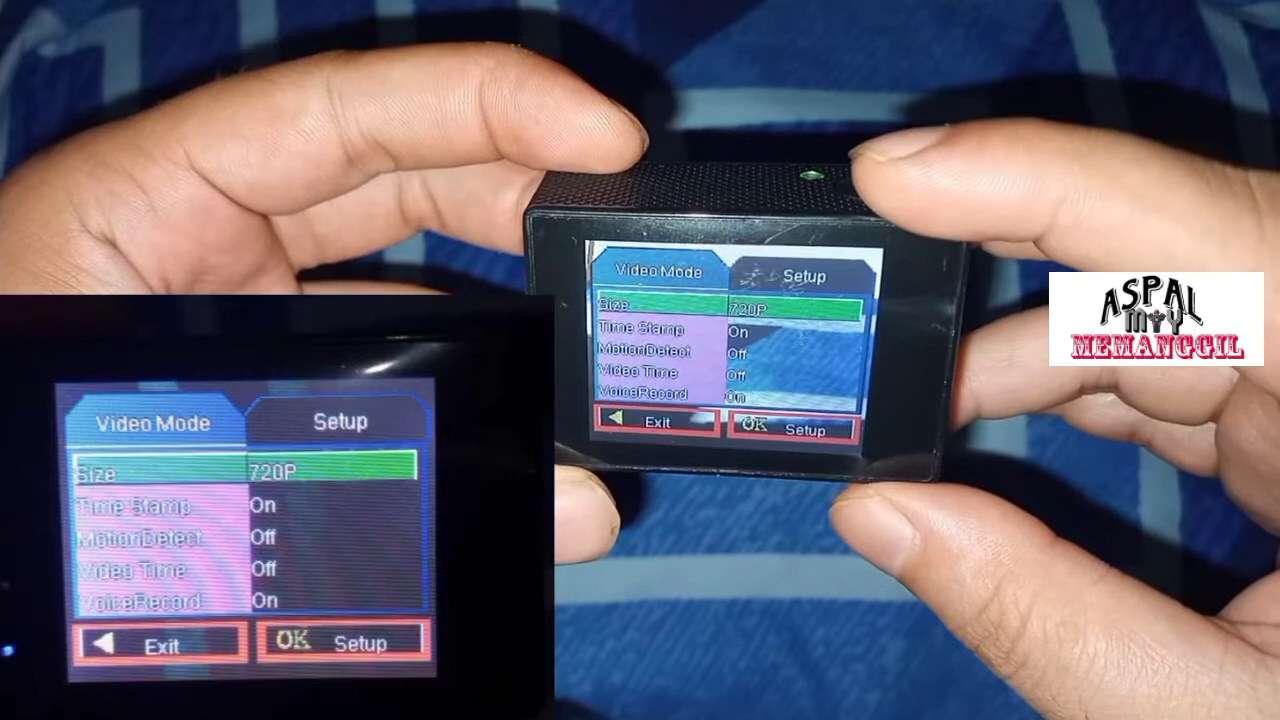 Video Mode Setup
Size 720P
Time Stamp On
MotionDetect Off
Video Time Off
VoiceRecord On
Exit OK Setup
ASPAL
MEMANGGIL
Video Mode Setup
Size 720P
Time Stamp On
MotionDetect Off
Video Time Off
VoiceRecord On
Exit OK Setup